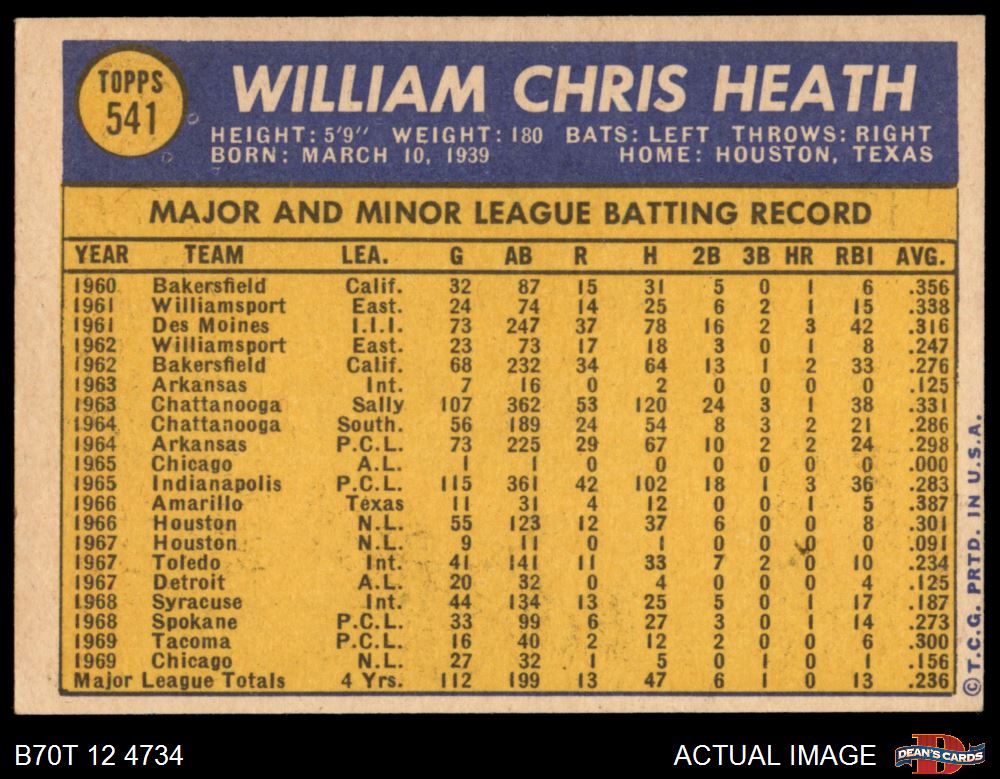 TOPPS
541
WILLIAM CHRIS HEATH
HEIGHT: 5'9" WEIGHT: 180 BATS: LEFT THROWS: RIGHT
BORN: MARCH 10, 1939 HOME: HOUSTON, TEXAS
MAJOR AND MINOR LEAGUE BATTING RECORD
YEAR TEAM LEA. G AB R H 2B 3B HR RBI AVG.
1960 Bakersfield Calif. 32 87 15 31 5 0 1 6 .356
1961 Williamsport East. 24 74 14 25 6 2 1 15 .338
1961 Des Moines I.I.I. 73 247 37 78 16 2 3 42 .316
1962 Williamsport East. 23 73 17 18 3 0 1 8 .247
1962 Bakersfield Calif. 68 232 34 64 13 1 2 33 .276
1963 Arkansas Int. 7 16 0 2 0 0 0 0 .125
1963 Chattanooga Sally 107 362 53 120 24 3 1 38 .331
1964 Chattanooga South. 56 189 24 54 8 3 2 21 .286
1964 Arkansas P.C.L. 73 225 29 67 10 2 2 24 .298
1965 Chicago A.L. 1 1 0 0 0 0 0 0 .000
1965 Indianapolis P.C.L. 115 361 42 102 18 1 3 36 .283
1966 Amarillo Texas 11 31 4 12 0 0 1 5 .387
1966 Houston N.L. 55 123 12 37 6 0 0 8 .301
1967 Houston N.L. 9 11 0 1 0 0 0 0 .091
1967 Toledo Int. 41 141 11 33 7 2 0 10 .234
1967 Detroit A.L. 20 32 0 4 0 0 0 4 .125
1968 Syracuse Int. 44 134 13 25 5 0 1 17 .187
1968 Spokane P.C.L. 33 99 6 27 3 0 1 14 .273
1969 Tacoma P.C.L. 16 40 2 12 2 0 0 6 .300
1969 Chicago N.L. 27 32 1 5 0 1 0 1 .156
Major League Totals 4 Yrs. 112 199 13 47 6 1 0 13 .236
© T.C.G. PRTD. IN U.S.A.
B70T 12 4734 ACTUAL IMAGE
DEAN'S CARDS